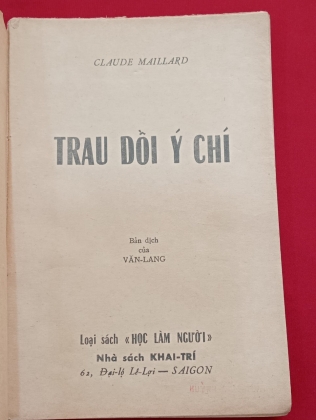 CLAUDE MAILLARD
TRAU DỒI Ý CHÍ
Bản dịch
của
VĂN-LANG
Loại sách «HỌC LÀM NGƯỜI»
Nhà sách KHAI-TRÍ
62, Đại-lộ Lê-Lợi — SAIGON